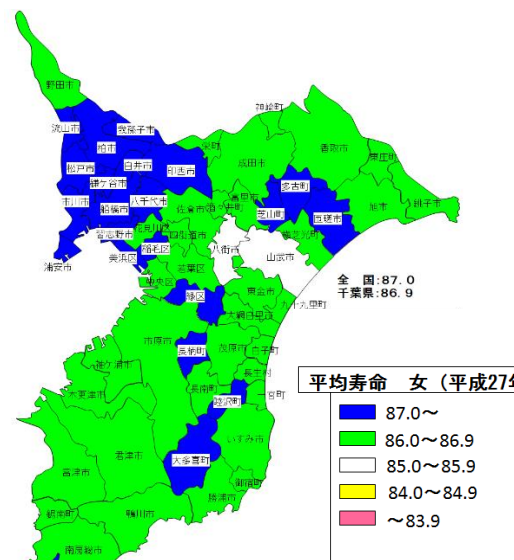 野田市
流山市
我孫子市
柏市
松戸市
白井市
印西市
鎌ケ谷市
市川市
船橋市
八千代市
習志野市
浦安市
美浜区
花見川区
稲毛区
中央区
若葉区
緑区
四街道市
佐倉市
酒々井町
栄町
成田市
神崎町
香取市
東庄町
多古町
富里市
芝山町
匝瑳市
旭市
銚子市
横芝光町
八街市
山武市
東金市
九十九里町
大網白里市
市原市
長柄町
茂原市
白子町
長生村
一宮町
長南町
睦沢町
袖ケ浦市
木更津市
君津市
富津市
大多喜町
いすみ市
御宿町
勝浦市
鴨川市
鋸南町
南房総市
全 国:87.0
千葉県:86.9
平均寿命 女（平成27年
87.0～
86.0～86.9
85.0～85.9
84.0～84.9
～83.9